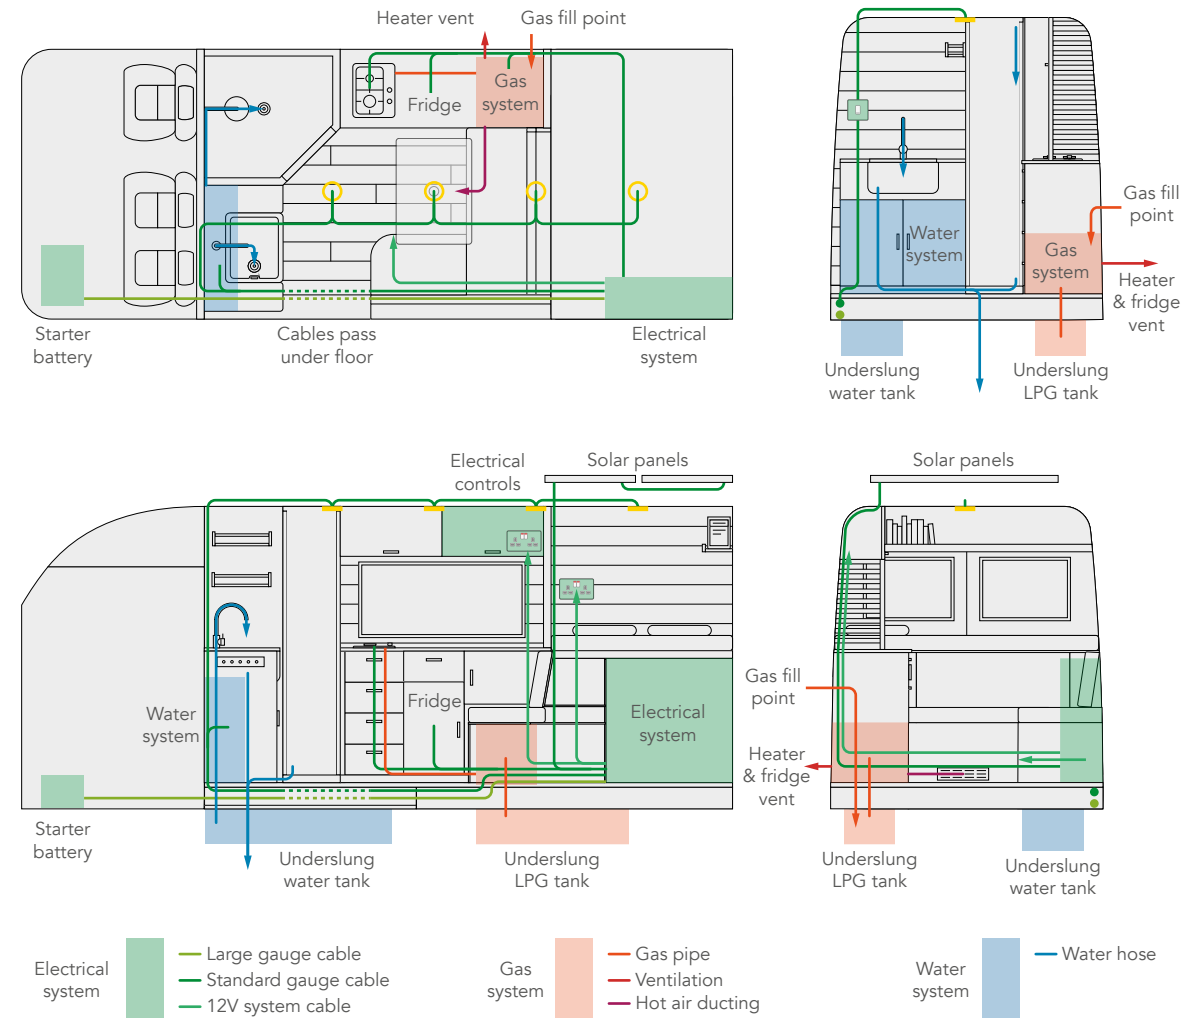 Heater vent
Gas fill point
Gas
system
Fridge
Starter
battery
Cables pass
under floor
Electrical
system
Water
system
Gas
system
Gas fill
point
Heater
& fridge
vent
Underslung
water tank
Underslung
LPG tank
Electrical
controls
Solar panels
Water
system
Fridge
Electrical
system
Starter
battery
Underslung
water tank
Underslung
LPG tank
Solar panels
Gas fill
point
Heater
& fridge
vent
Underslung
LPG tank
Underslung
water tank
Electrical
system
Large gauge cable
Standard gauge cable
12V system cable
Gas
system
Gas pipe
Ventilation
Hot air ducting
Water
system
Water hose